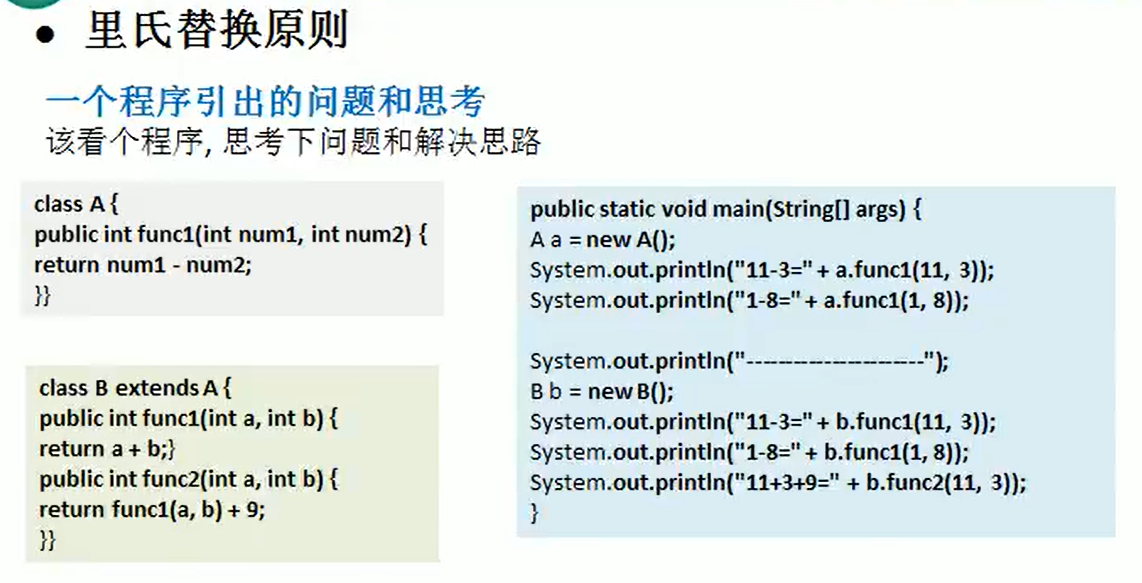 ● 里氏替换原则
一个程序引出的问题和思考
该看个程序, 思考下问题和解决思路
class A {
public int func1(int num1, int num2) {
return num1 - num2;
}}
class B extends A {
public int func1(int a, int b) {
return a + b;}
public int func2(int a, int b) {
return func1(a, b) + 9;
}}
public static void main(String[] args) {
A a = new A();
System.out.println("11-3=" + a.func1(11, 3));
System.out.println("1-8=" + a.func1(1, 8));
System.out.println("-----------------------");
B b = new B();
System.out.println("11-3=" + b.func1(11, 3));
System.out.println("1-8=" + b.func1(1, 8));
System.out.println("11+3+9=" + b.func2(11, 3));
}